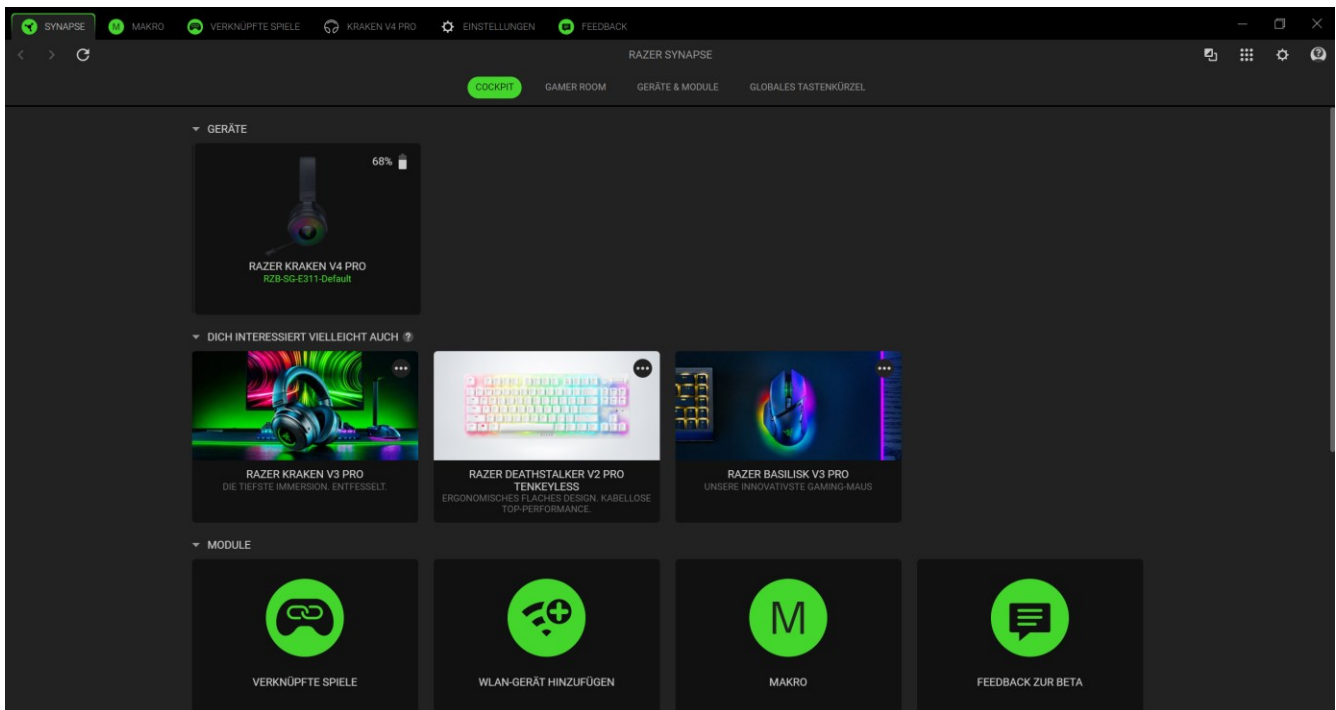 SYNAPSE
M MAKRO
VERKNÜPFTE SPIELE
KRAKEN V4 PRO
EINSTELLUNGEN
FEEDBACK
RAZER SYNAPSE
COCKPIT
GAMER ROOM
GERÄTE & MODULE
GLOBALES TASTENKÜRZEL
GERÄTE
68%
RAZER KRAKEN V4 PRO
RZB-SG-E311-Default
DICH INTERESSIERT VIELLEICHT AUCH ?
RAZER KRAKEN V3 PRO
DIE TIEFSTE IMMERSION. ENTFESSELT.
RAZER DEATHSTALKER V2 PRO
TENKEYLESS
ERGONOMISCHES FLACHES DESIGN. KABELLOSE
TOP-PERFORMANCE.
RAZER BASILISK V3 PRO
UNSERE INNOVATIVSTE GAMING-MAUS
MODULE
VERKNÜPFTE SPIELE
WLAN-GERÄT HINZUFÜGEN
M
MAKRO
FEEDBACK ZUR BETA